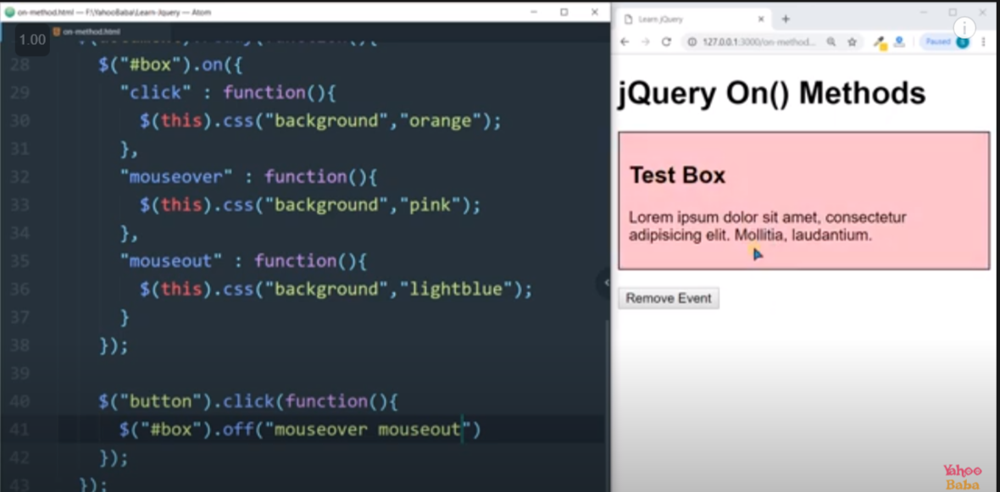 on-method.html — F:\YahooBaba\Learn-Jquery — Atom
on-method.html
1.00
$(document).ready(function(){
28 $("#box").on({
29 "click" : function(){
30 $(this).css("background","orange");
31 },
32 "mouseover" : function(){
33 $(this).css("background","pink");
34 },
35 "mouseout" : function(){
36 $(this).css("background","lightblue");
37 }
38 });
39
40 $("button").click(function(){
41 $("#box").off("mouseover mouseout")
42 });
43 });
Learn jQuery
127.0.0.1:3000/on-method...
Paused
jQuery On() Methods
Test Box
Lorem ipsum dolor sit amet, consectetur
adipisicing elit. Mollitia, laudantium.
Remove Event
Yahoo
Baba